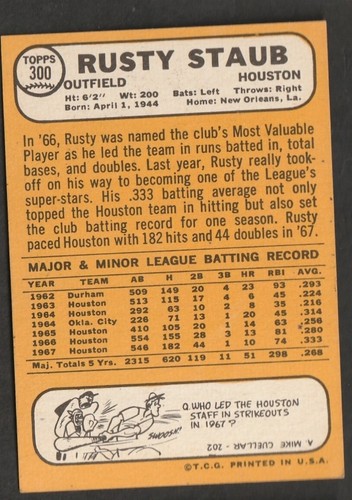 TOPPS
300
RUSTY STAUB
OUTFIELD HOUSTON
Ht: 6'2" Wt: 200 Bats: Left Throws: Right
Born: April 1, 1944 Home: New Orleans, La.
In '66, Rusty was named the club's Most Valuable
Player as he led the team in runs batted in, total
bases, and doubles. Last year, Rusty really took-
off on his way to becoming one of the League's
super-stars. His .333 batting average not only
topped the Houston team in hitting but also set
the club batting record for one season. Rusty
paced Houston with 182 hits and 44 doubles in '67.
MAJOR & MINOR LEAGUE BATTING RECORD
YEAR TEAM AB H 2B 3B HR RBI AVG.
1962 Durham 509 149 20 4 23 93 .293
1963 Houston 513 115 17 4 6 45 .224
1964 Houston 292 63 10 2 8 35 .216
1964 Okla. City 226 71 13 1 20 45 .314
1965 Houston 410 105 20 1 14 63 .256
1966 Houston 554 155 28 3 13 81 .280
1967 Houston 546 182 44 1 10 74 .333
Maj. Totals 5 Yrs. 2315 620 119 11 51 298 .268
SWOOSH!
Q. WHO LED THE HOUSTON
STAFF IN STRIKEOUTS
IN 1967?
A. MIKE CUELLAR - 202
©T.C.G. PRINTED IN U.S.A.